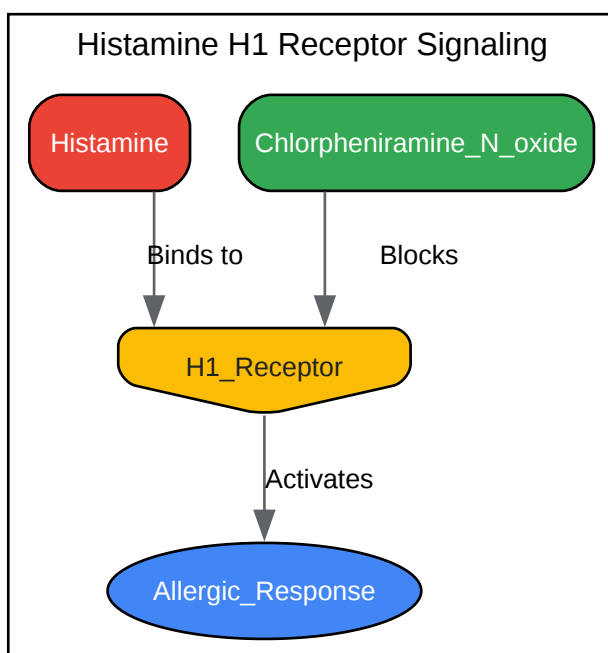 Histamine H1 Receptor Signaling
Histamine
Chlorpheniramine_N_oxide
Binds to
Blocks
H1_Receptor
Activates
Allergic_Response